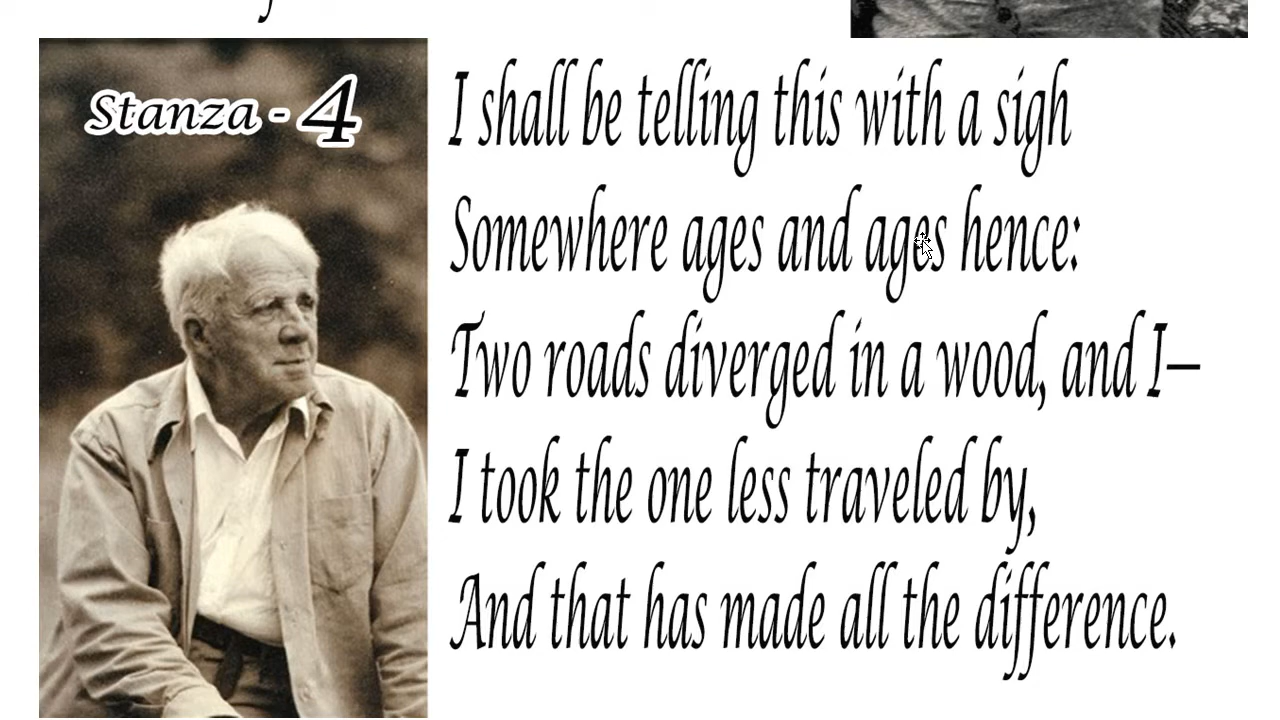 Stanza - 4
I shall be telling this with a sigh
Somewhere ages and ages hence:
Two roads diverged in a wood, and I—
I took the one less traveled by,
And that has made all the difference.